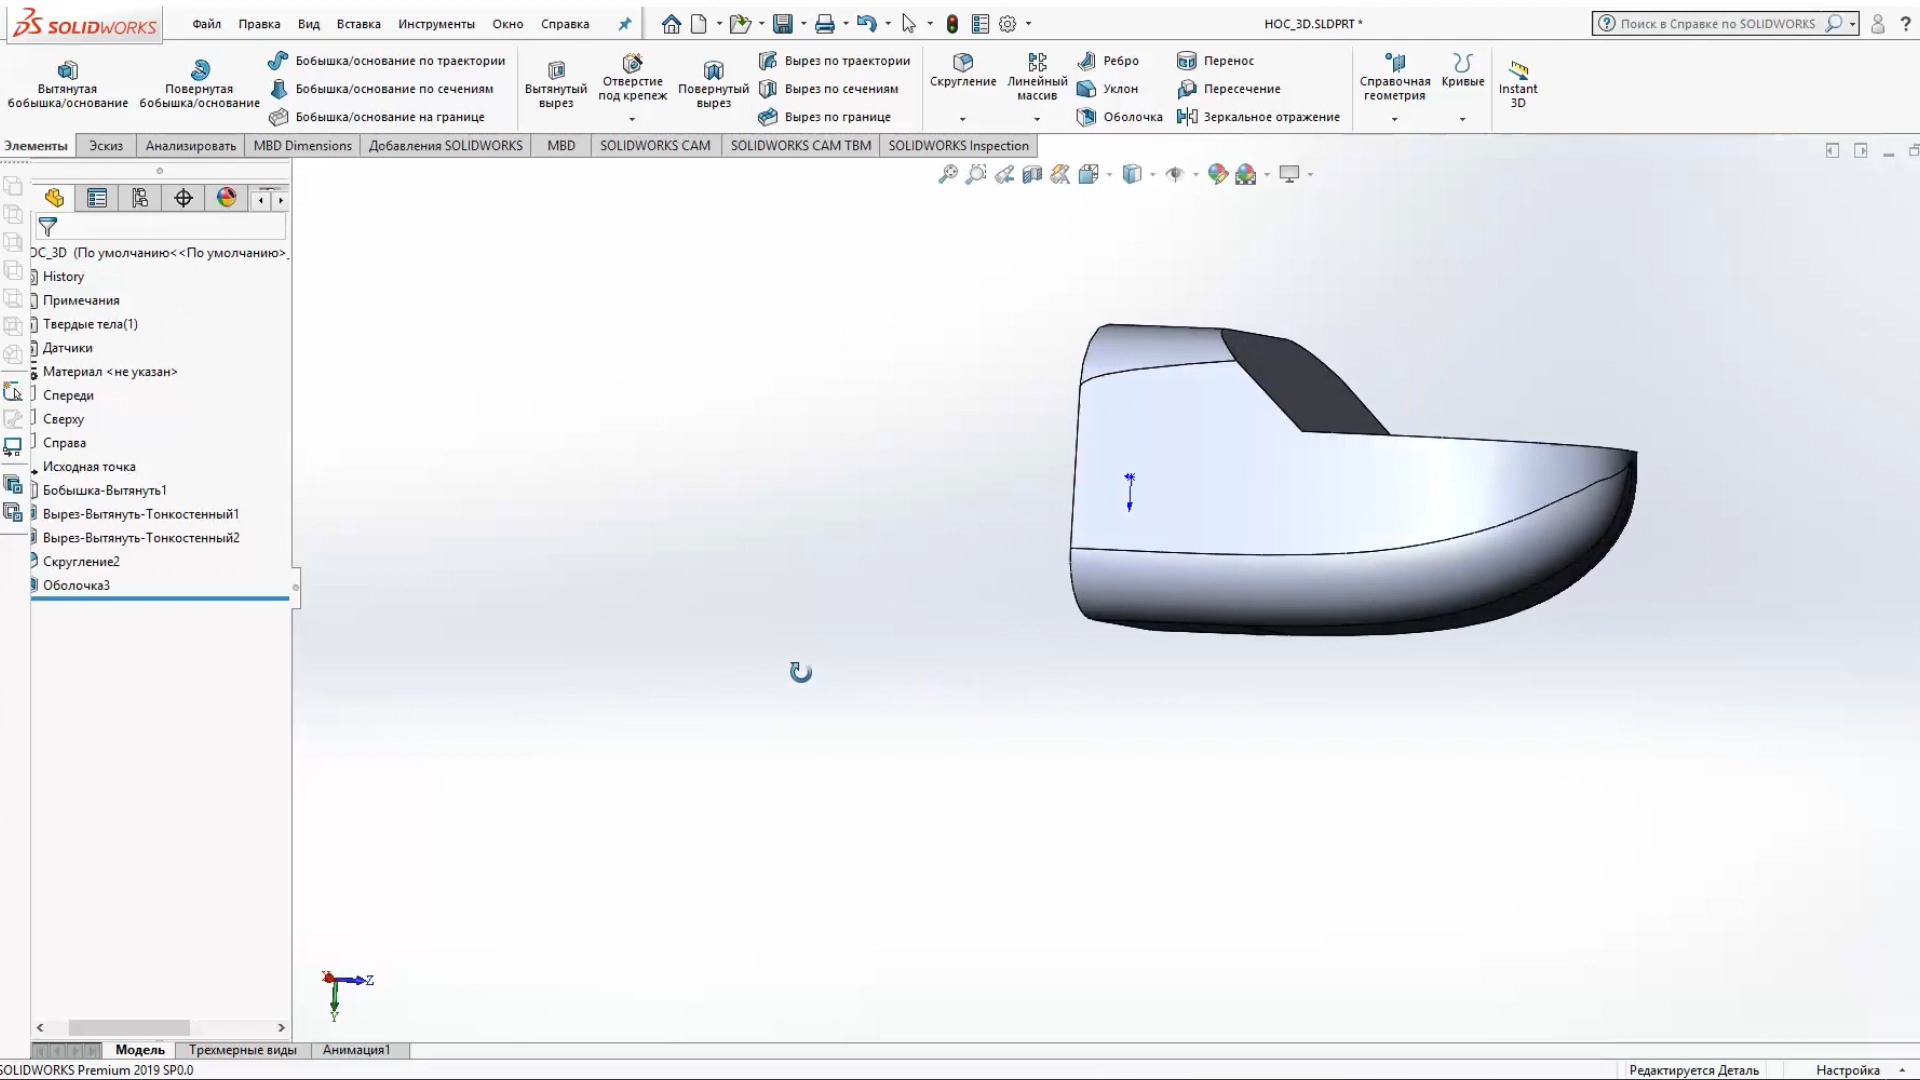 SOLIDWORKS
Файл Правка Вид Вставка Инструменты Окно Справка
НОС_3D.SLDPRT *
Поиск в Справке по SOLIDWORKS
?
Вытянутая бобышка/основание
Повернутая бобышка/основание
Бобышка/основание по траектории
Бобышка/основание по сечениям
Бобышка/основание на границе
Вытянутый вырез
Отверстие под крепеж
Повернутый вырез
Вырез по траектории
Вырез по сечениям
Вырез по границе
Скругление
Линейный массив
Ребро
Уклон
Оболочка
Перенос
Пересечение
Зеркальное отражение
Справочная геометрия
Кривые
Instant 3D
Элементы Эскиз Анализировать MBD Dimensions Добавления SOLIDWORKS MBD SOLIDWORKS CAM SOLIDWORKS CAM TBM SOLIDWORKS Inspection
ОС_3D (По умолчанию<<По умолчанию>_
History
Примечания
Твердые тела(1)
Датчики
Материал <не указан>
Спереди
Сверху
Справа
Исходная точка
Бобышка-Вытянуть1
Вырез-Вытянуть-Тонкостенный1
Вырез-Вытянуть-Тонкостенный2
Скругление2
Оболочка3
Z
Y
Модель Трехмерные виды Анимация1
SOLIDWORKS Premium 2019 SP0.0
Редактируется Деталь
Настройка